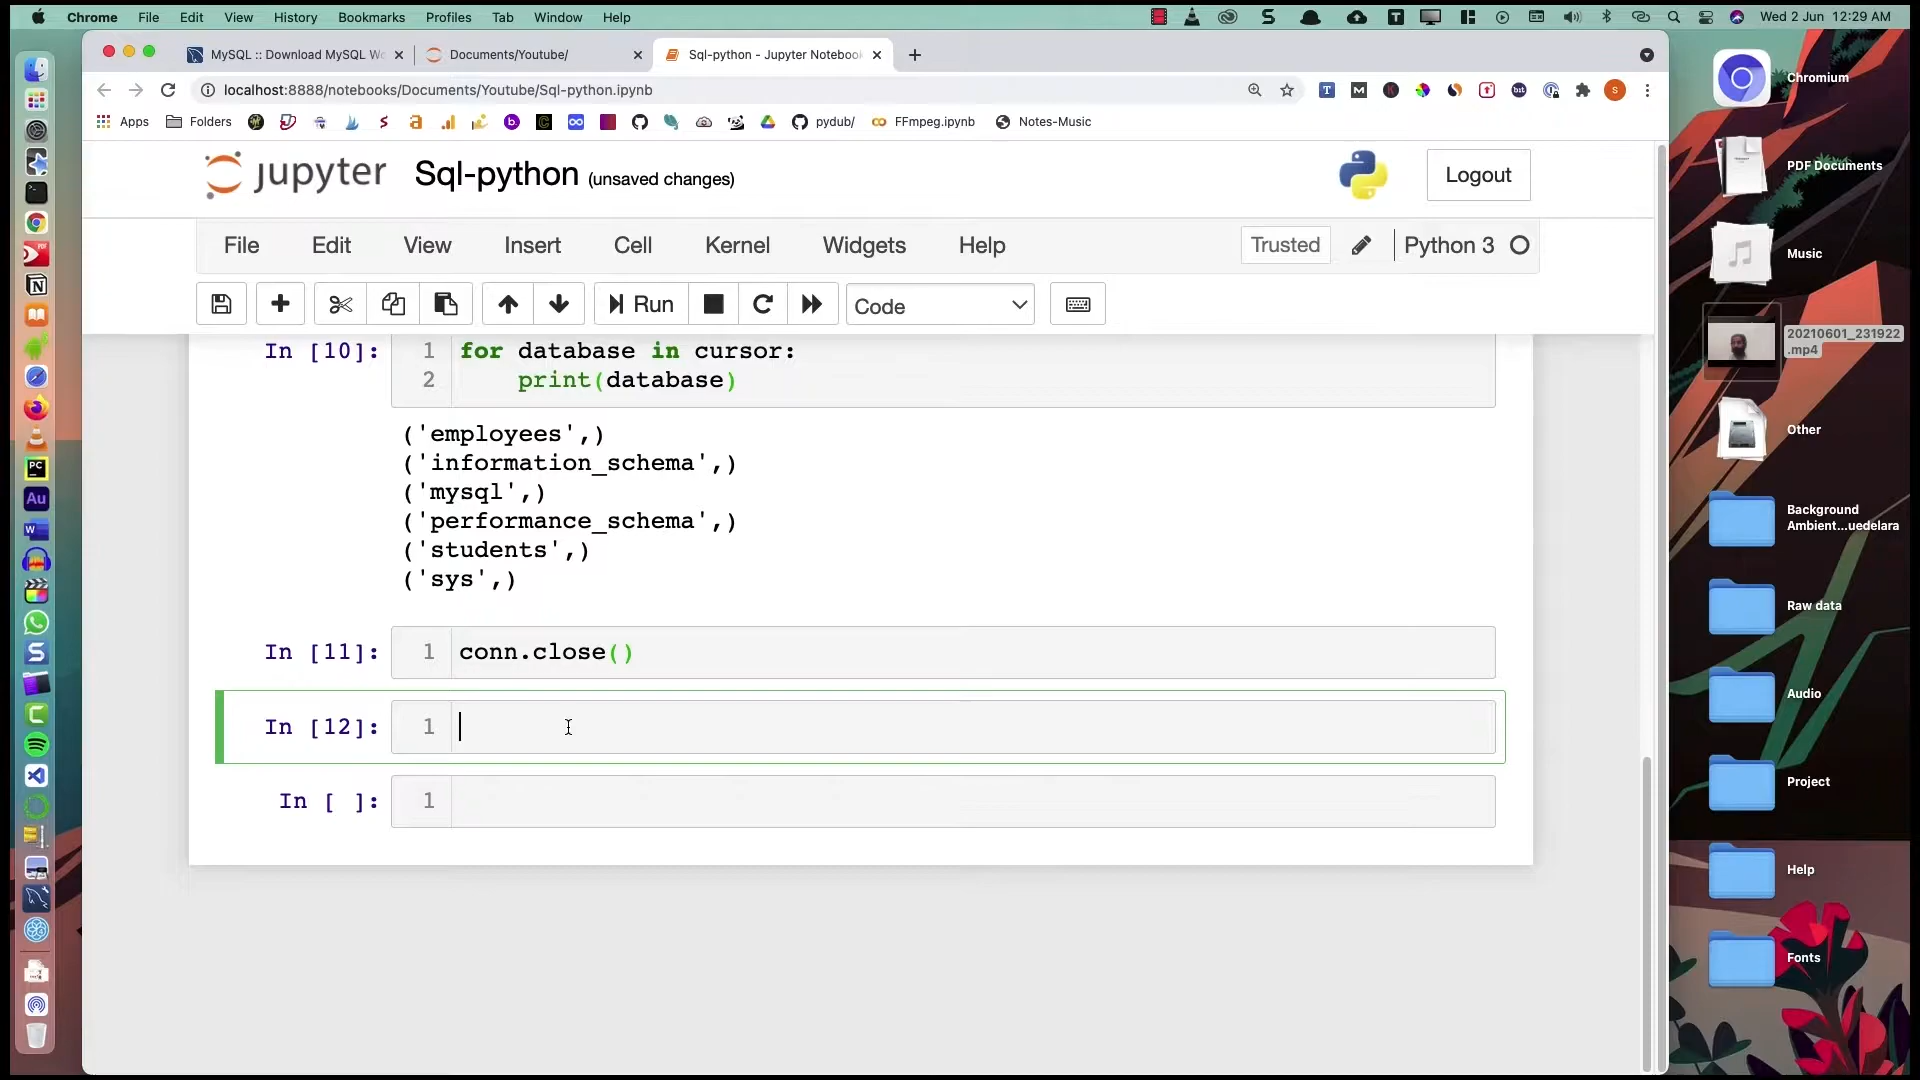 Chrome File Edit View History Bookmarks Profiles Tab Window Help
Wed 2 Jun 12:29 AM
MySQL :: Download MySQL Wo
Documents/Youtube/
Sql-python - Jupyter Notebook
localhost:8888/notebooks/Documents/Youtube/Sql-python.ipynb
Apps Folders pydub/ FFmpeg.ipynb Notes-Music
jupyter Sql-python (unsaved changes)
Logout
File Edit View Insert Cell Kernel Widgets Help
Trusted
Python 3
Run
Code
In [10]: 1 for database in cursor:
2 print(database)
('employees',)
('information_schema',)
('mysql',)
('performance_schema',)
('students',)
('sys',)
In [11]: 1 conn.close()
In [12]: 1
In [ ]: 1
Chromium
PDF Documents
Music
20210601_231922
.mp4
Other
Background
Ambient...uedelara
Raw data
Audio
Project
Help
Fonts